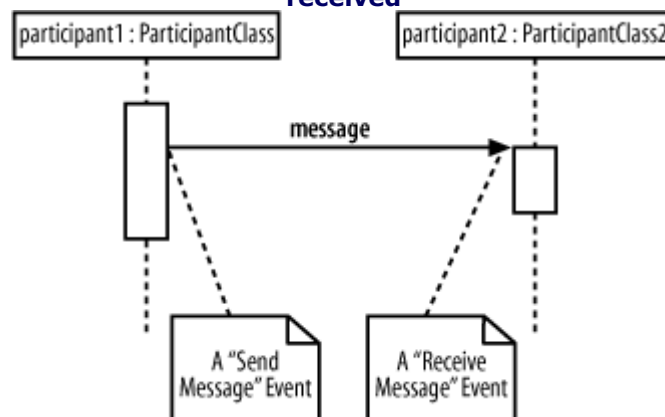 received
participant1 : ParticipantClass
participant2 : ParticipantClass2
message
A “Send
Message” Event
A “Receive
Message” Event